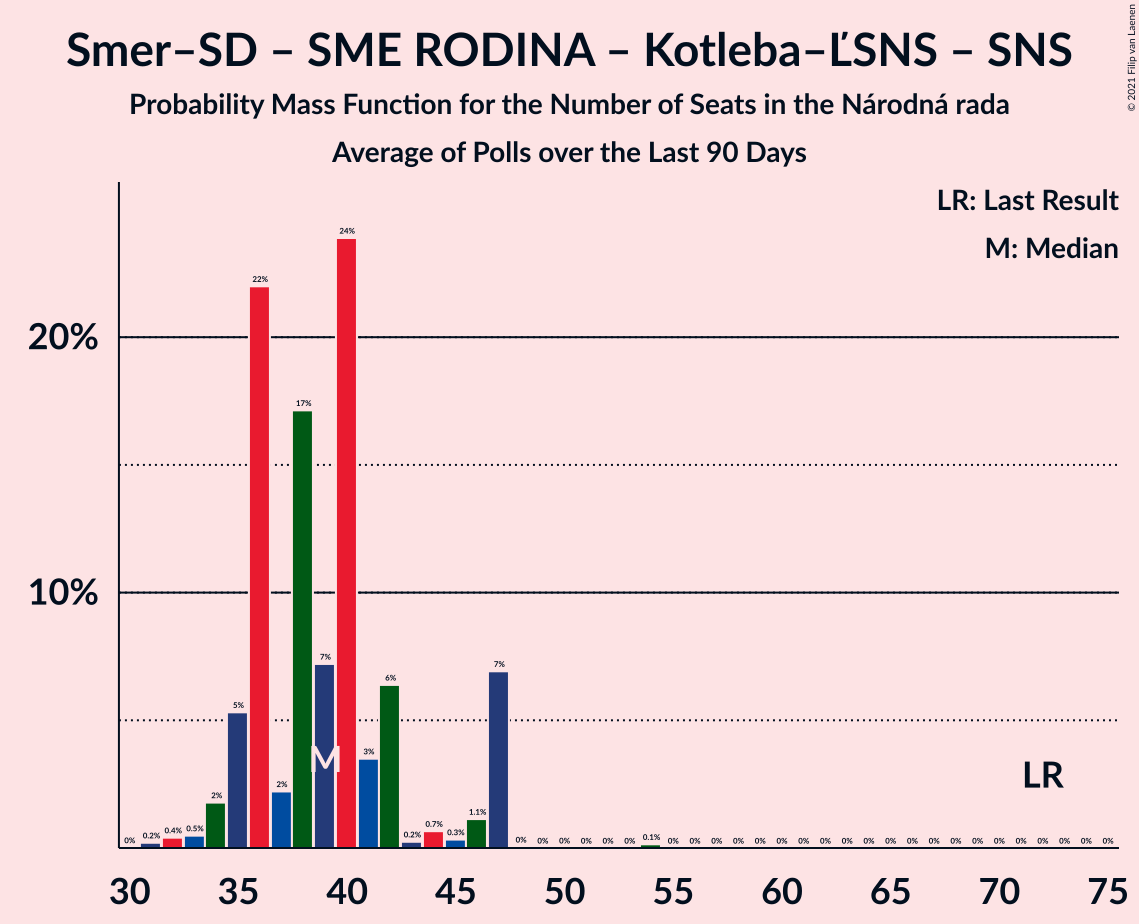 Smer–SD – SME RODINA – Kotleba–ĽSNS – SNS
Probability Mass Function for the Number of Seats in the Národná rada
Average of Polls over the Last 90 Days
© 2021 Filip van Laenen
LR: Last Result
M: Median
20%
10%
0% 0.2% 0.4% 0.5% 2% 5% 22% 2% 17% 7% 24% 3% 6% 0.2% 0.7% 0.3% 1.1% 7% 0% 0% 0% 0% 0% 0% 0.1% 0% 0% 0% 0% 0% 0% 0% 0% 0% 0% 0% 0% 0% 0% 0% 0% 0% 0% 0% 0% 0%
M
LR
30 35 40 45 50 55 60 65 70 75